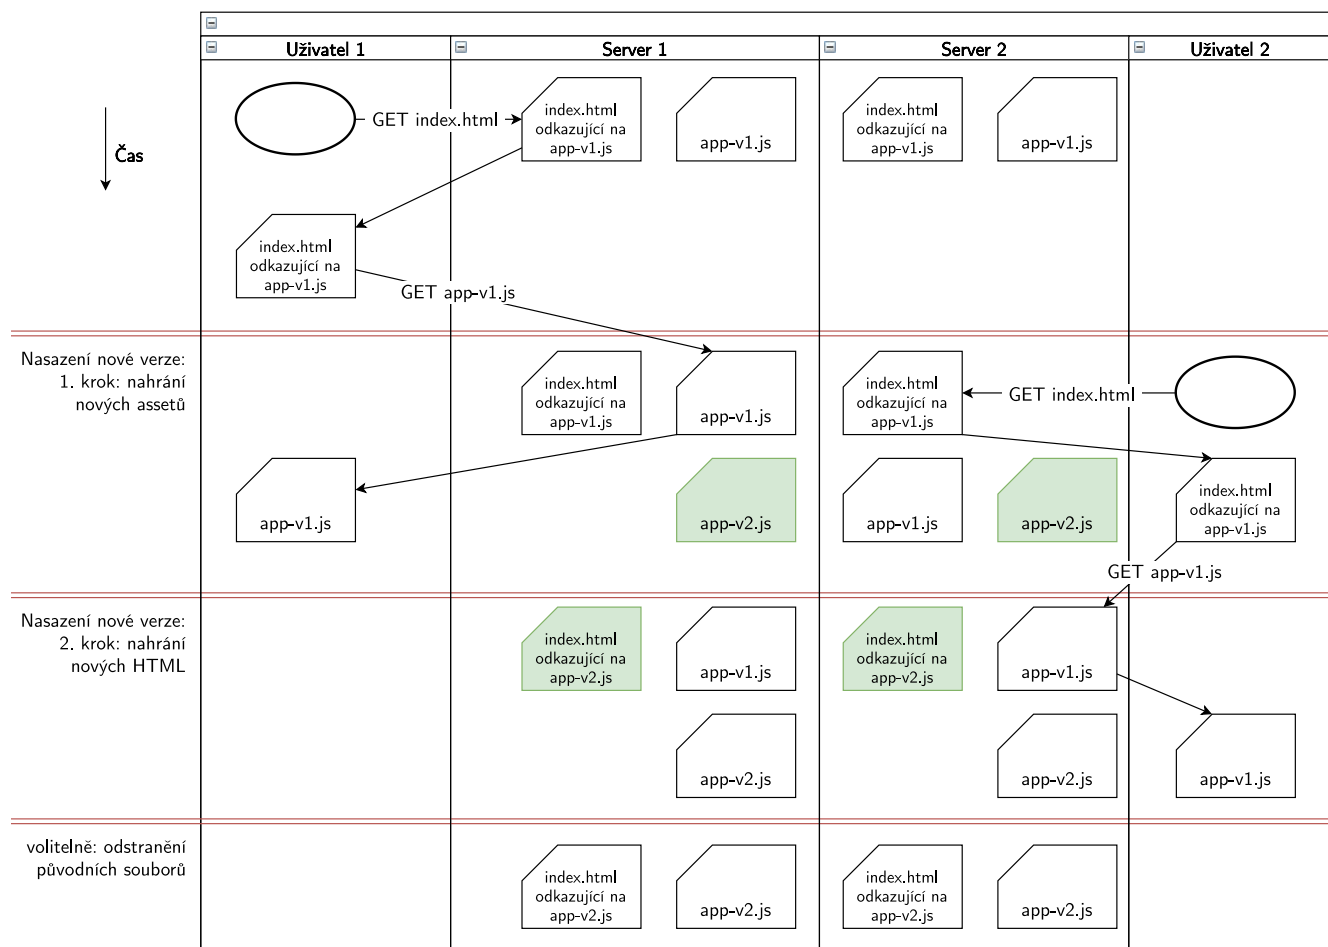 Uživatel 1
Server 1
Server 2
Uživatel 2
Čas
GET index.html
index.html
odkazující na
app-v1.js
app-v1.js
index.html
odkazující na
app-v1.js
app-v1.js
index.html
odkazující na
app-v1.js
GET app-v1.js
Nasazení nové verze:
1. krok: nahrání
nových assetů
index.html
odkazující na
app-v1.js
app-v1.js
index.html
odkazující na
app-v1.js
GET index.html
app-v1.js
app-v2.js
app-v1.js
app-v2.js
index.html
odkazující na
app-v1.js
GET app-v1.js
Nasazení nové verze:
2. krok: nahrání
nových HTML
index.html
odkazující na
app-v2.js
app-v1.js
index.html
odkazující na
app-v2.js
app-v1.js
app-v2.js
app-v2.js
app-v1.js
volitelně: odstranění
původních souborů
index.html
odkazující na
app-v2.js
app-v2.js
index.html
odkazující na
app-v2.js
app-v2.js